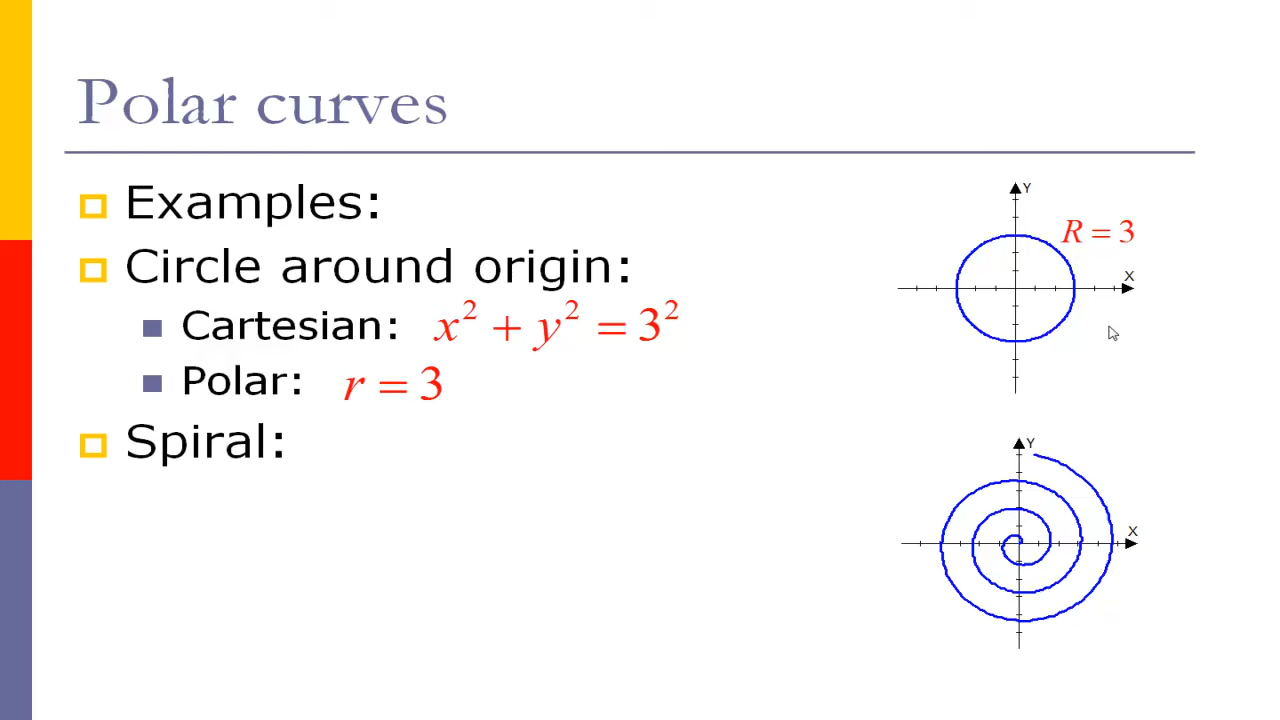 Polar curves
Examples:
Circle around origin:
Cartesian: x² + y² = 3²
Polar: r = 3
Spiral:
Y
R = 3
X
Y
X